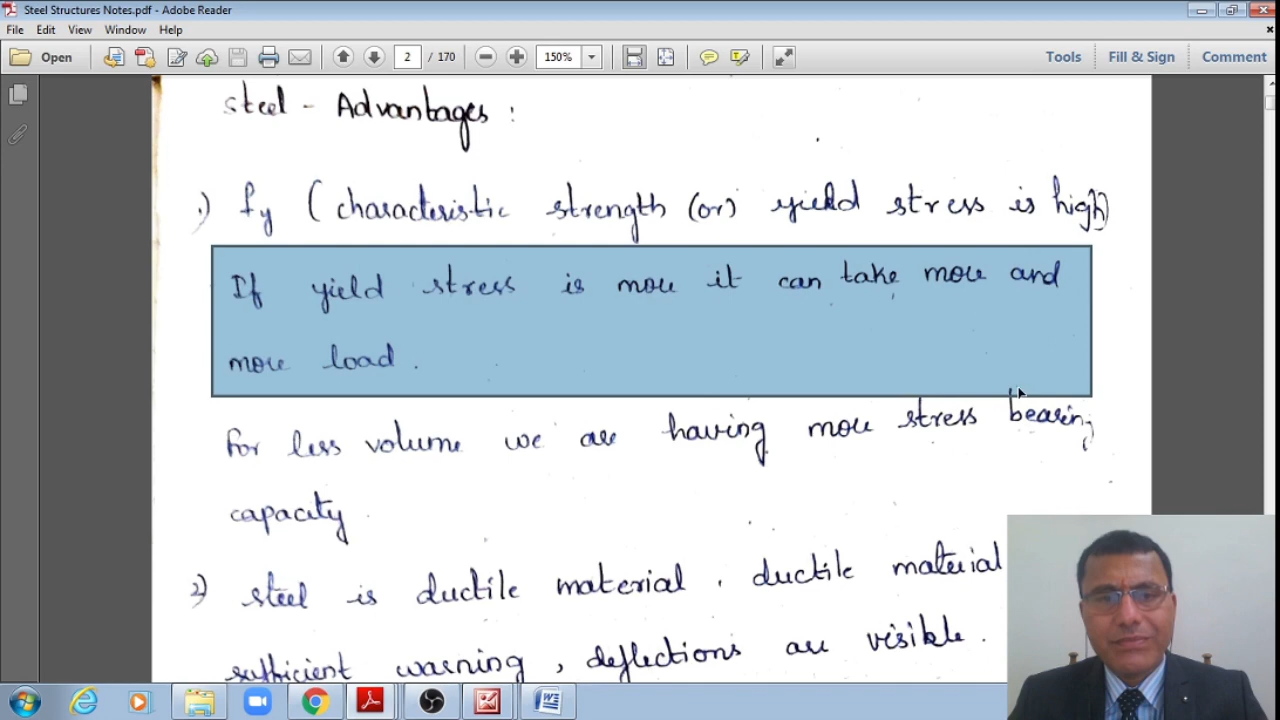 Steel Structures Notes.pdf - Adobe Reader
File Edit View Window Help
Open 2 / 170 150% Tools Fill & Sign Comment
steel - Advantages :
1) fy (characteristic strength (or) yield stress is high)
If yield stress is more it can take more and
more load.
For less volume we are having more stress bearing
capacity.
2) steel is ductile material. ductile material
sufficient warning, deflections are visible.